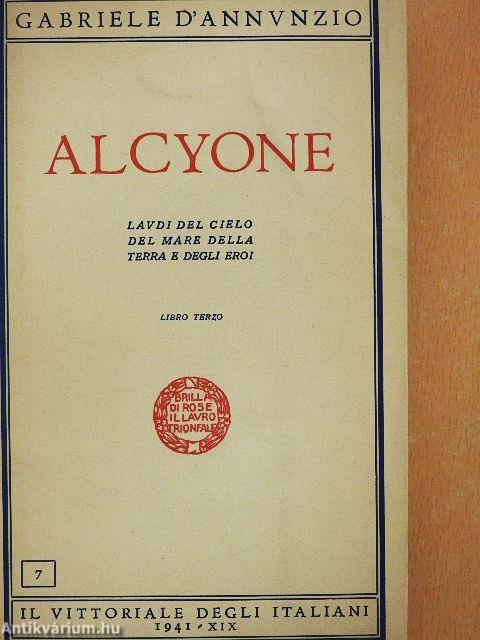 GABRIELE D'ANNVNZIO
ALCYONE
LAVDI DEL CIELO
DEL MARE DELLA
TERRA E DEGLI EROI
LIBRO TERZO
BRILLA
DI ROSE
IL LAVRO
TRIONFALE
7
IL VITTORIALE DEGLI ITALIANI
1941 - XIX
Antikvárium.hu